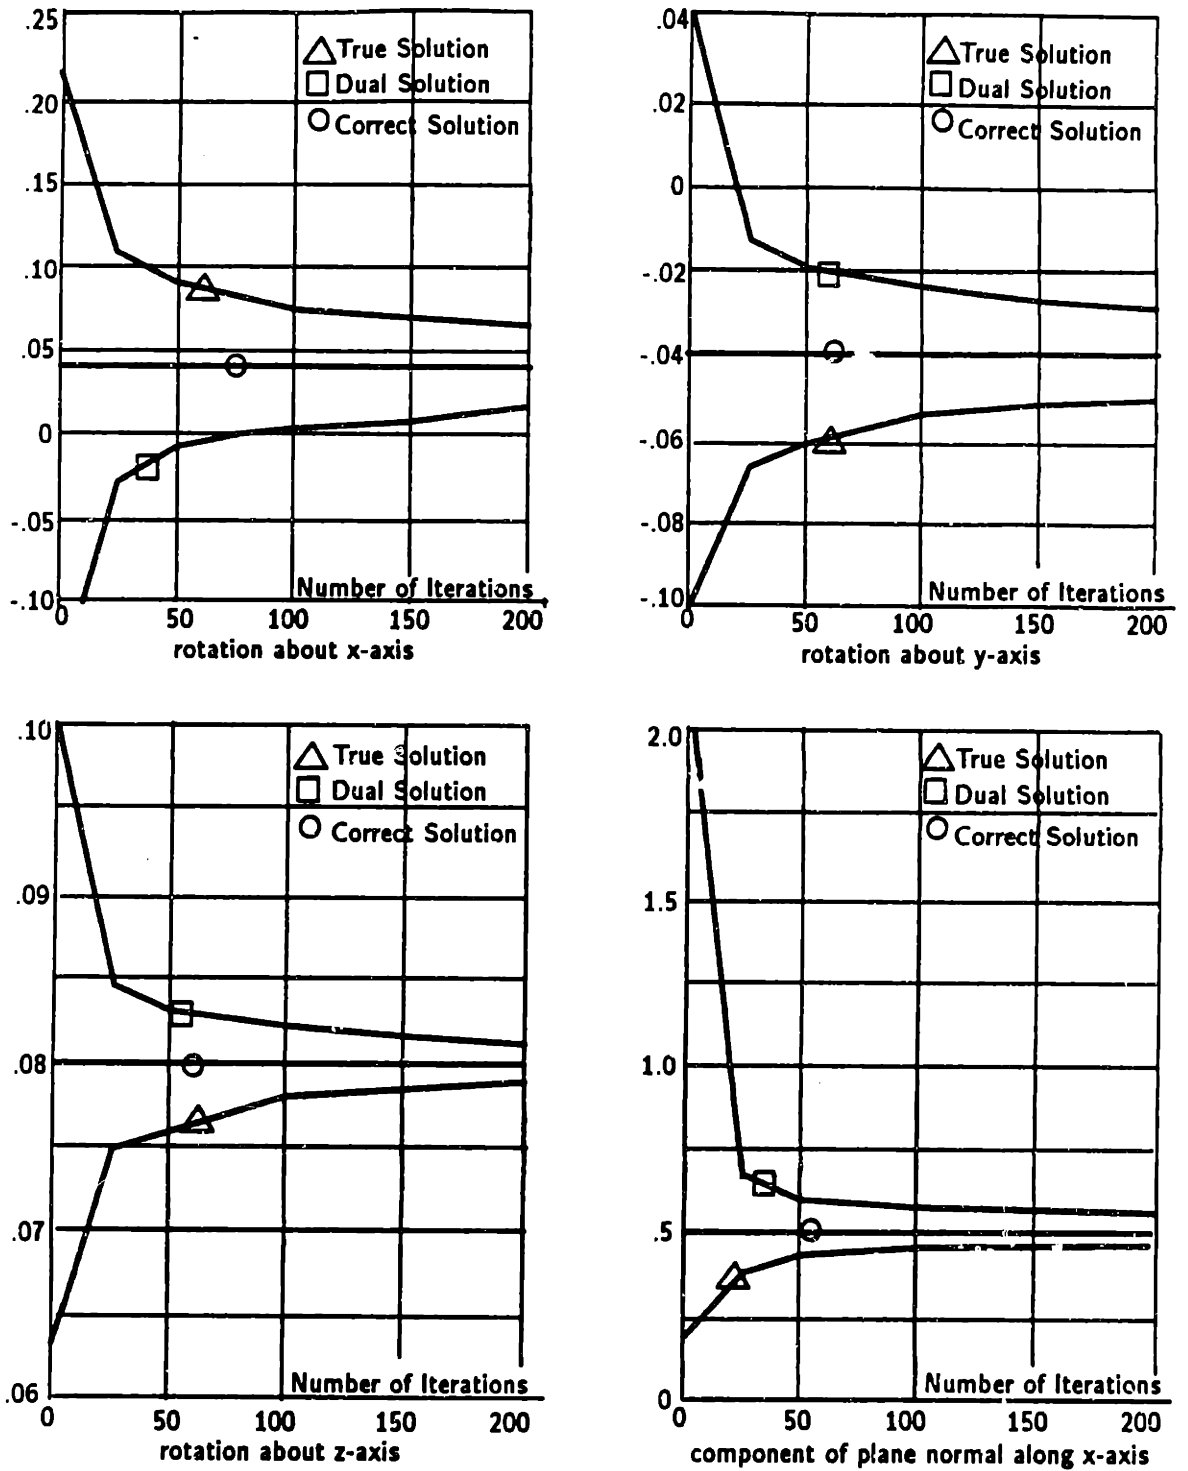 .25
.20
.15
.10
.05
0
-.05
-.10
True Solution
Dual Solution
Correct Solution
Number of Iterations
0 50 100 150 200
rotation about x-axis
.04
.02
0
-.02
-.04
-.06
-.08
-.10
True Solution
Dual Solution
Correct Solution
Number of Iterations
0 50 100 150 200
rotation about y-axis
.10
.09
.08
.07
.06
True Solution
Dual Solution
Correct Solution
Number of Iterations
0 50 100 150 200
rotation about z-axis
2.0
1.5
1.0
.5
0
True Solution
Dual Solution
Correct Solution
Number of Iterations
0 50 100 150 200
component of plane normal along x-axis